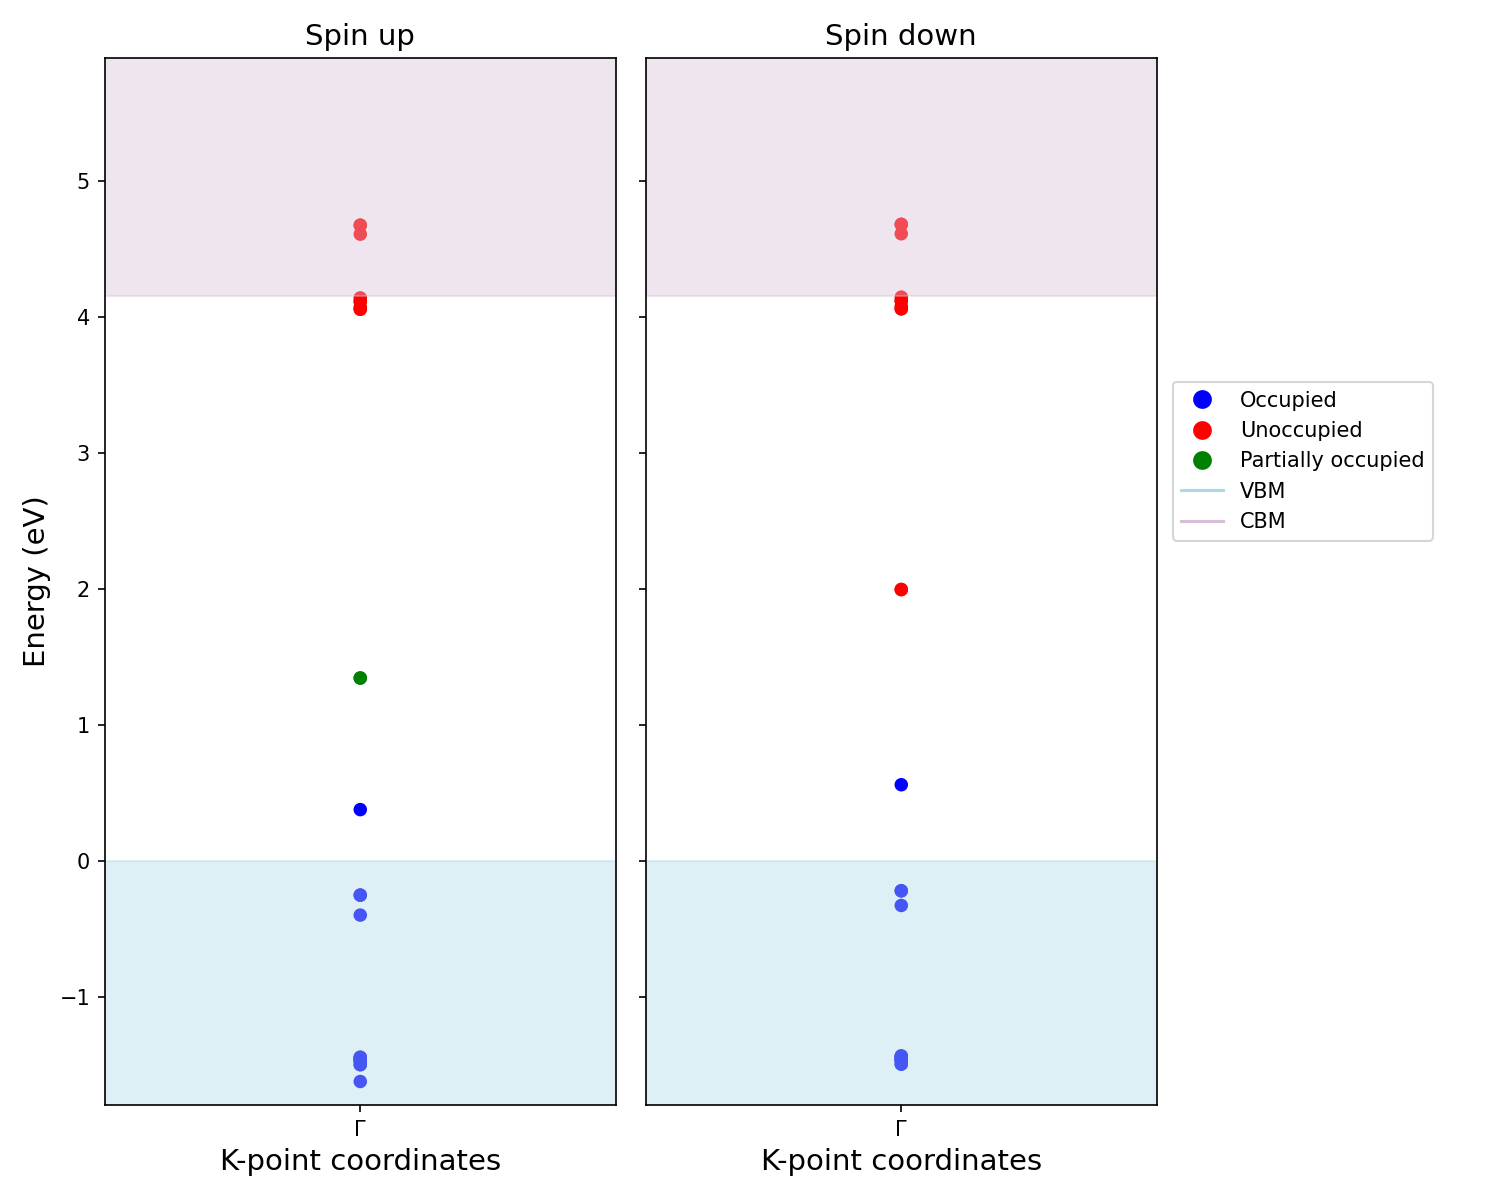 Spin up
Spin down
Energy (eV)
5
4
3
2
1
0
−1
Γ
Γ
K-point coordinates
K-point coordinates
Occupied
Unoccupied
Partially occupied
VBM
CBM